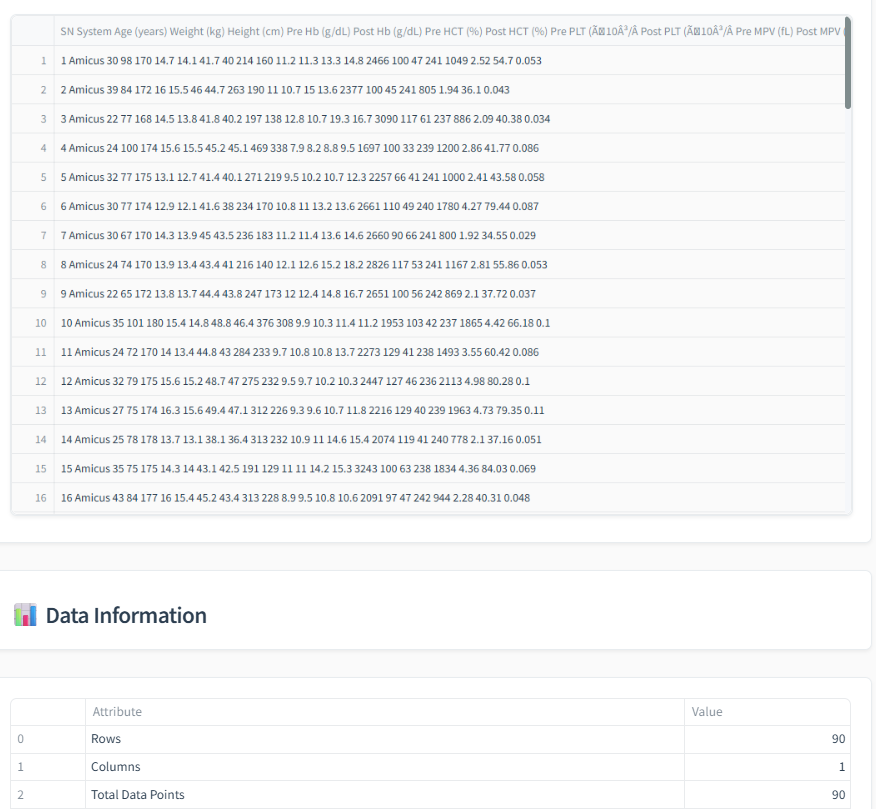 SN System Age (years) Weight (kg) Height (cm) Pre Hb (g/dL) Post Hb (g/dL) Pre HCT (%) Post HCT (%) Pre PLT (Ã10Â³/Â Post PLT (Ã10Â³/Â Pre MPV (fL) Post MPV (
1 1 Amicus 30 98 170 14.7 14.1 41.7 40 214 160 11.2 11.3 13.3 14.8 2466 100 47 241 1049 2.52 54.7 0.053
2 2 Amicus 39 84 172 16 15.5 46 44.7 263 190 11 10.7 15 13.6 2377 100 45 241 805 1.94 36.1 0.043
3 3 Amicus 22 77 168 14.5 13.8 41.8 40.2 197 138 12.8 10.7 19.3 16.7 3090 117 61 237 886 2.09 40.38 0.034
4 4 Amicus 24 100 174 15.6 15.5 45.2 45.1 469 338 7.9 8.2 8.8 9.5 1697 100 33 239 1200 2.86 41.77 0.086
5 5 Amicus 32 77 175 13.1 12.7 41.4 40.1 271 219 9.5 10.2 10.7 12.3 2257 66 41 241 1000 2.41 43.58 0.058
6 6 Amicus 30 77 174 12.9 12.1 41.6 38 234 170 10.8 11 13.2 13.6 2661 110 49 240 1780 4.27 79.44 0.087
7 7 Amicus 30 67 170 14.3 13.9 45 43.5 236 183 11.2 11.4 13.6 14.6 2660 90 66 241 800 1.92 34.55 0.029
8 8 Amicus 24 74 170 13.9 13.4 43.4 41 216 140 12.1 12.6 15.2 18.2 2826 117 53 241 1167 2.81 55.86 0.053
9 9 Amicus 22 65 172 13.8 13.7 44.4 43.8 247 173 12 12.4 14.8 16.7 2651 100 56 242 869 2.1 37.72 0.037
10 10 Amicus 35 101 180 15.4 14.8 48.8 46.4 376 308 9.9 10.3 11.4 11.2 1953 103 42 237 1865 4.42 66.18 0.1
11 11 Amicus 24 72 170 14 13.4 44.8 43 284 233 9.7 10.8 10.8 13.7 2273 129 41 238 1493 3.55 60.42 0.086
12 12 Amicus 32 79 175 15.6 15.2 48.7 47 275 232 9.5 9.7 10.2 10.3 2447 127 46 236 2113 4.98 80.28 0.1
13 13 Amicus 27 75 174 16.3 15.6 49.4 47.1 312 226 9.3 9.6 10.7 11.8 2216 129 40 239 1963 4.73 79.35 0.11
14 14 Amicus 25 78 178 13.7 13.1 38.1 36.4 313 232 10.9 11 14.6 15.4 2074 119 41 240 778 2.1 37.16 0.051
15 15 Amicus 35 75 175 14.3 14 43.1 42.5 191 129 11 11 14.2 15.3 3243 100 63 238 1834 4.36 84.03 0.069
16 16 Amicus 43 84 177 16 15.4 45.2 43.4 313 228 8.9 9.5 10.8 10.6 2091 97 47 242 944 2.28 40.31 0.048
Data Information
Attribute Value
0 Rows 90
1 Columns 1
2 Total Data Points 90